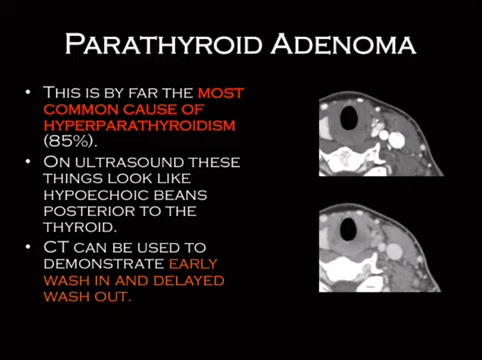 PARATHYROID ADENOMA
• THIS IS BY FAR THE MOST
COMMON CAUSE OF
HYPERPARATHYROIDISM
(85%).
• ON ULTRASOUND THESE
THINGS LOOK LIKE
HYPOECHOIC BEANS
POSTERIOR TO THE
THYROID.
• CT CAN BE USED TO
DEMONSTRATE EARLY
WASH IN AND DELAYED
WASH OUT.